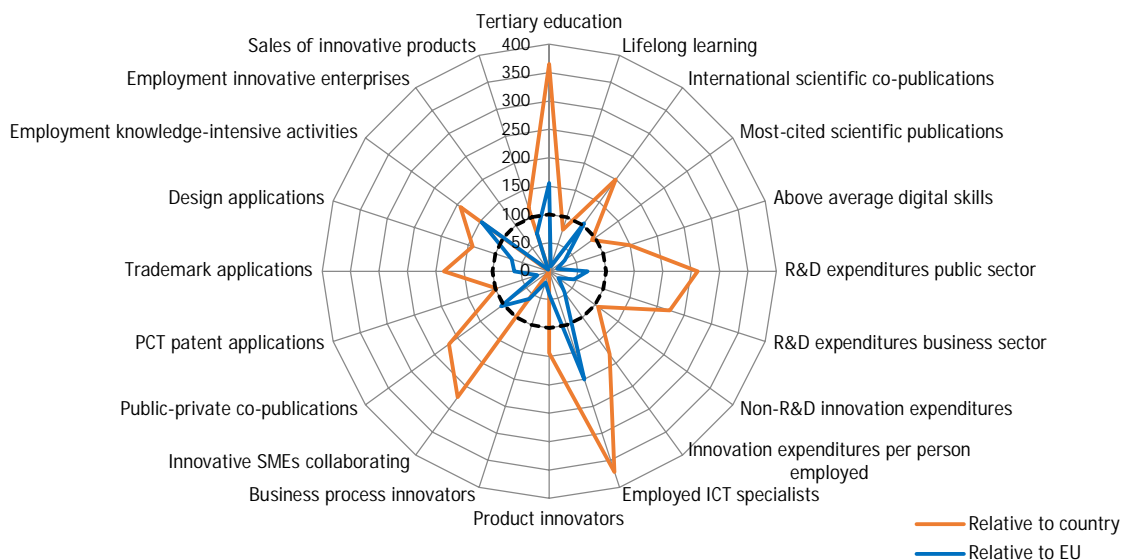 Tertiary education
Sales of innovative products
Lifelong learning
Employment innovative enterprises
International scientific co-publications
Employment knowledge-intensive activities
Most-cited scientific publications
Design applications
Above average digital skills
Trademark applications
R&D expenditures public sector
PCT patent applications
R&D expenditures business sector
Public-private co-publications
Non-R&D innovation expenditures
Innovative SMEs collaborating
Innovation expenditures per person
employed
Business process innovators
Employed ICT specialists
Product innovators
400
350
300
250
200
150
100
50
0
Relative to country
Relative to EU